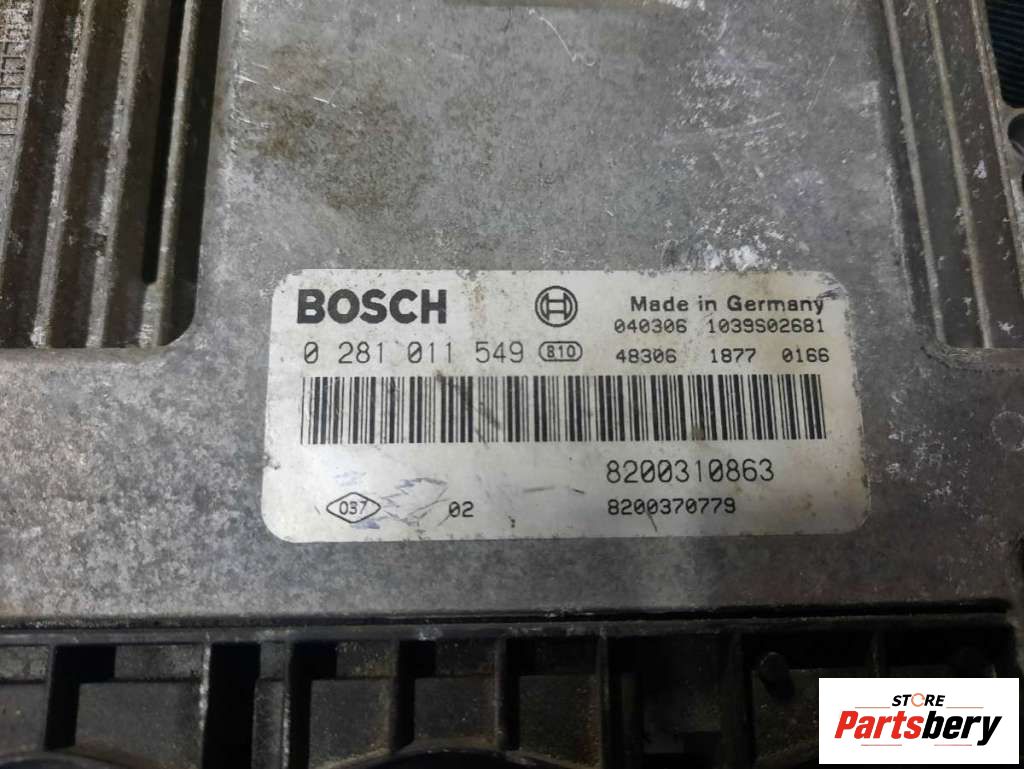 BOSCH Made in Germany
040306 1039S02681
0 281 011 549 810 48306 1877 0166
8200310863
037 02 8200370779
STORE
Partsbery